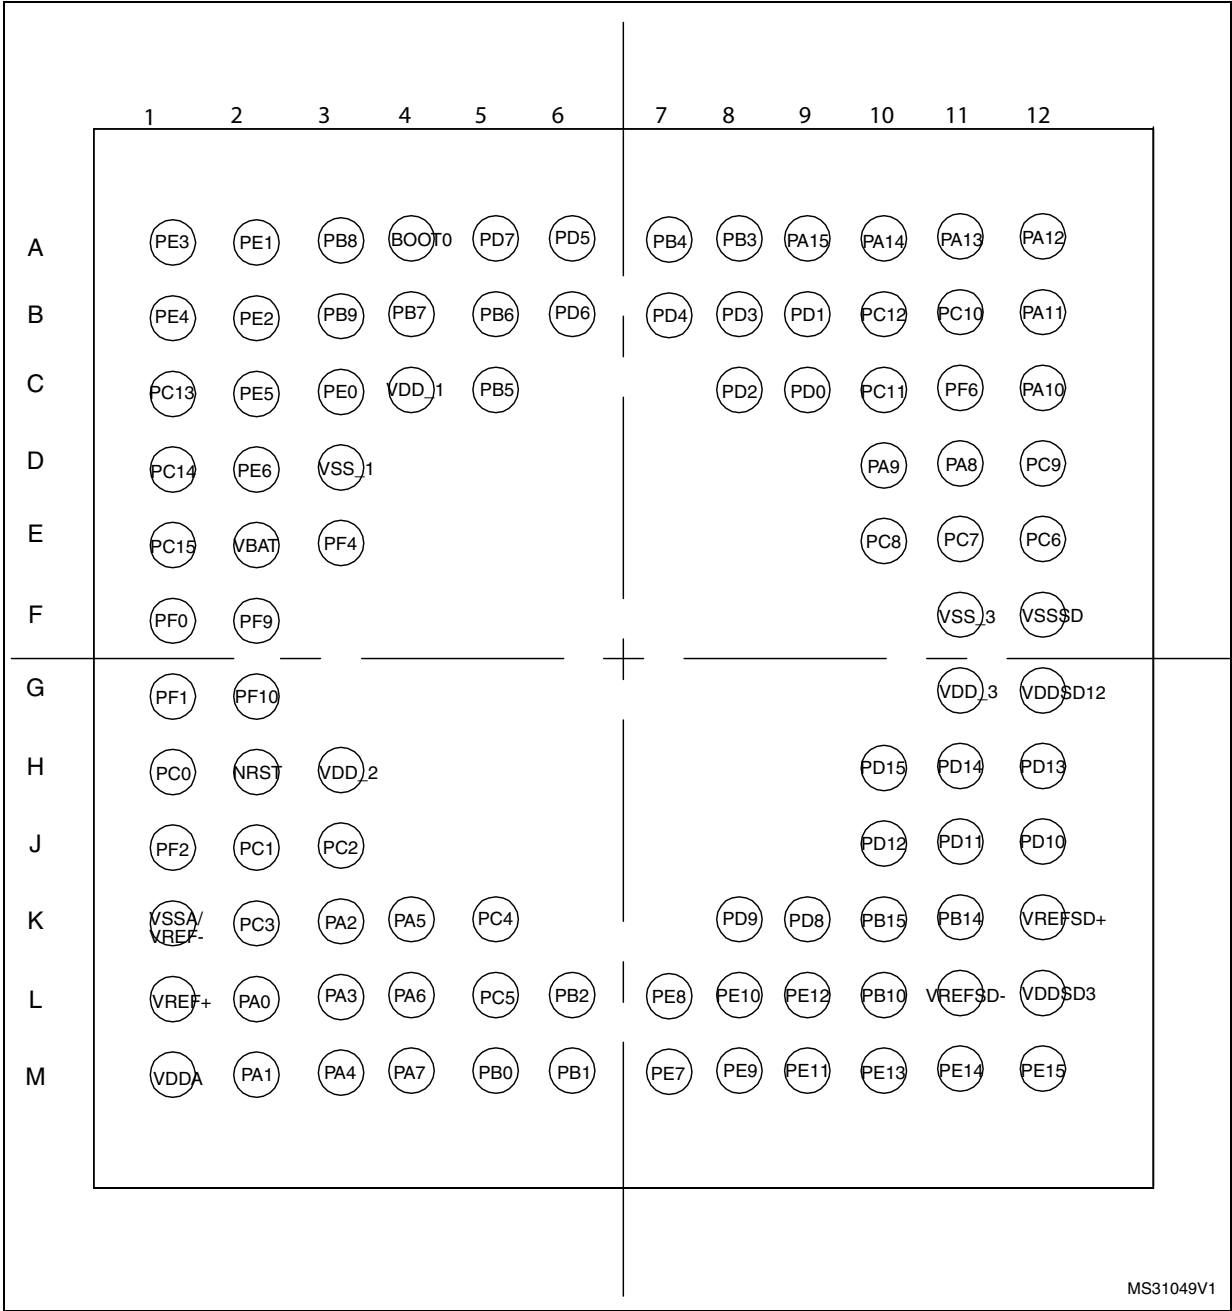 1 2 3 4 5 6 7 8 9 10 11 12
A PE3 PE1 PB8 BOOT0 PD7 PD5 PB4 PB3 PA15 PA14 PA13 PA12
B PE4 PE2 PB9 PB7 PB6 PD6 PD4 PD3 PD1 PC12 PC10 PA11
C PC13 PE5 PE0 VDD_1 PB5 PD2 PD0 PC11 PF6 PA10
D PC14 PE6 VSS_1 PA9 PA8 PC9
E PC15 VBAT PF4 PC8 PC7 PC6
F PF0 PF9 VSS_3 VSSSD
G PF1 PF10 VDD_3 VDDSD12
H PC0 NRST VDD_2 PD15 PD14 PD13
J PF2 PC1 PC2 PD12 PD11 PD10
K VSSA/ VREF- PC3 PA2 PA5 PC4 PD9 PD8 PB15 PB14 VREFSD+
L VREF+ PA0 PA3 PA6 PC5 PB2 PE8 PE10 PE12 PB10 VREFSD- VDDSD3
M VDDA PA1 PA4 PA7 PB0 PB1 PE7 PE9 PE11 PE13 PE14 PE15
MS31049V1